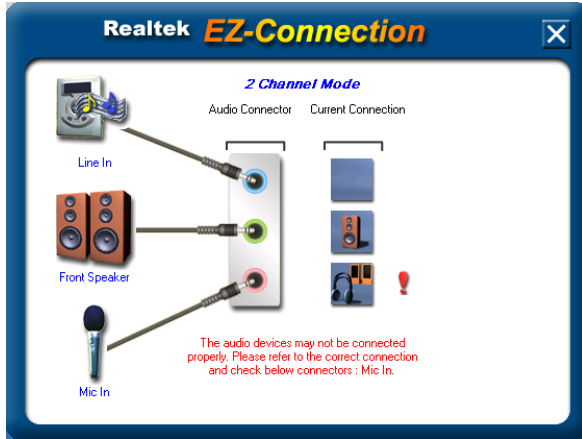 Realtek EZ-Connection
2 Channel Mode
Audio Connector Current Connection
Line In
Front Speaker
Mic In
The audio devices may not be connected
properly. Please refer to the correct connection
and check below connectors : Mic In.